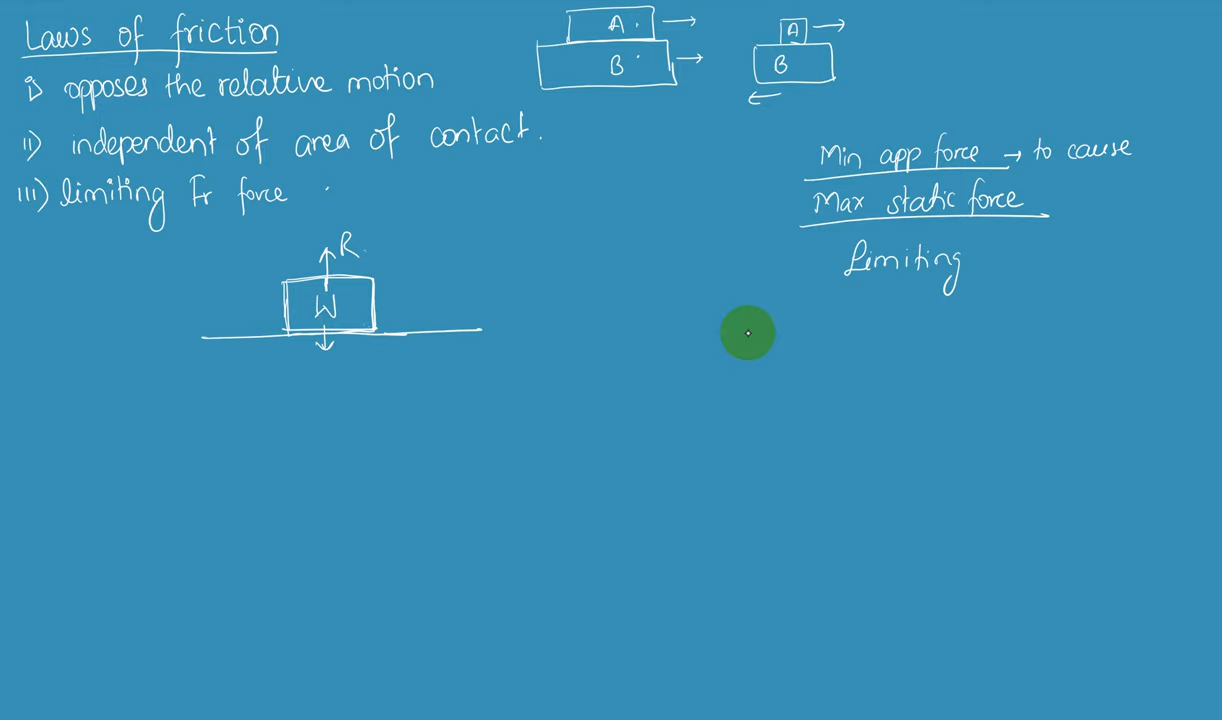 Laws of friction
i) opposes the relative motion
ii) independent of area of contact.
iii) limiting Fr force
A
B
A
B
Min app force → to cause
Max static force
Limiting
R
W